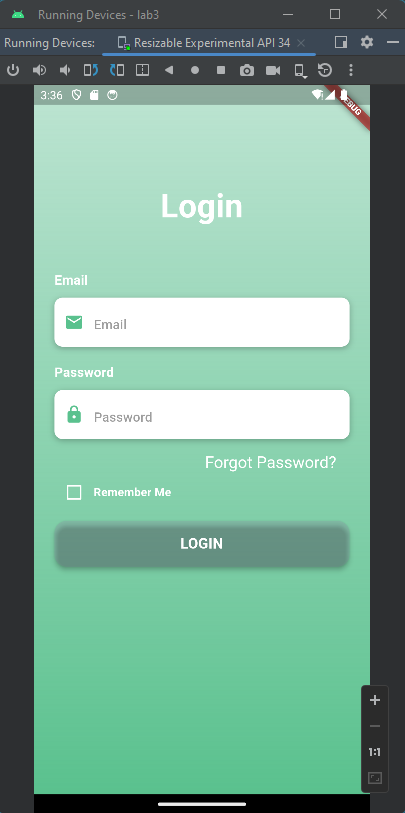 Running Devices - lab3
Running Devices:
Resizable Experimental API 34
3:36
DEBUG
Login
Email
Email
Password
Password
Forgot Password?
Remember Me
LOGIN
1:1